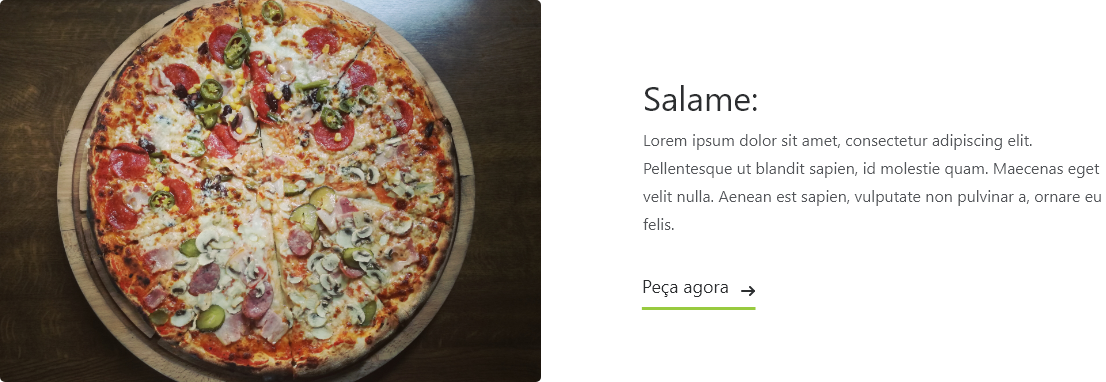 Salame:
Lorem ipsum dolor sit amet, consectetur adipiscing elit.
Pellentesque ut blandit sapien, id molestie quam. Maecenas eget
velit nulla. Aenean est sapien, vulputate non pulvinar a, ornare eu
felis.
Peça agora